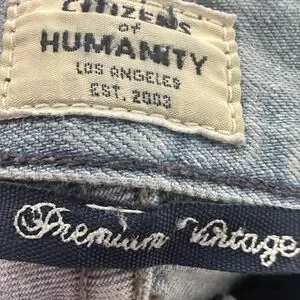 citizens
of
HUMANITY
LOS ANGELES
EST. 2003
Premium Vintage